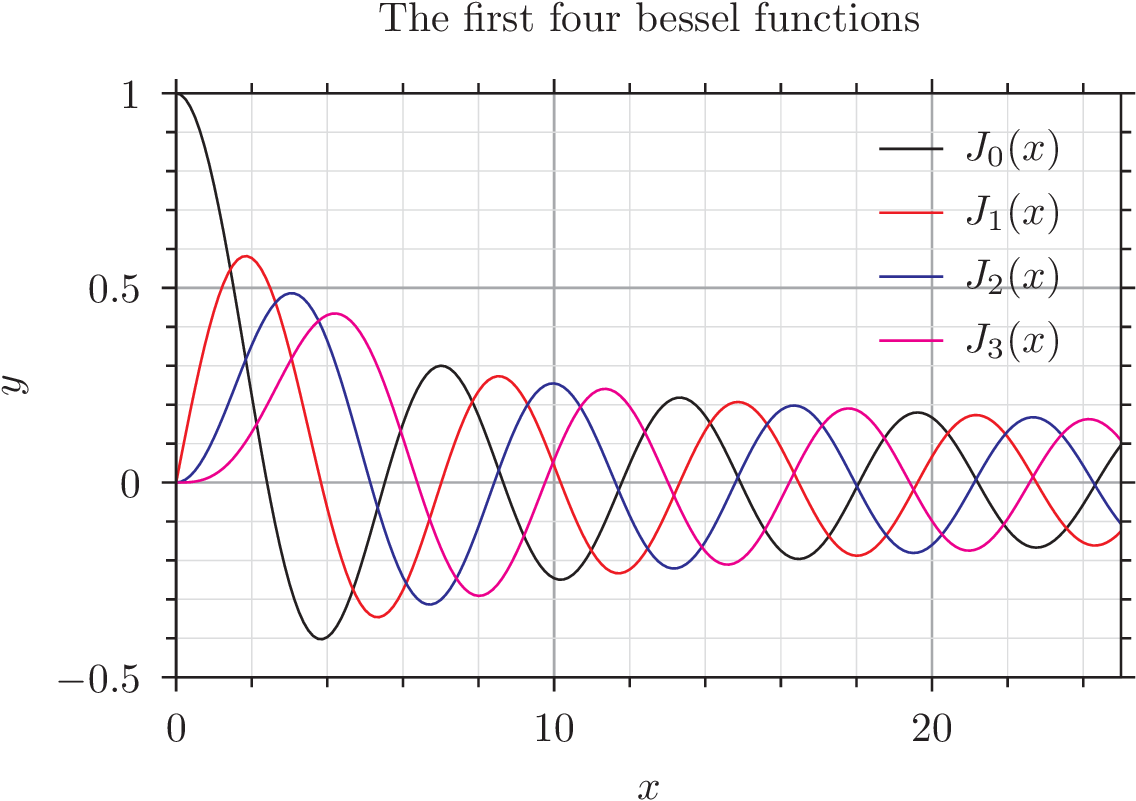 The first four bessel functions
1
J₀(x)
J₁(x)
0.5
J₂(x)
J₃(x)
y
0
−0.5
0 10 20
x